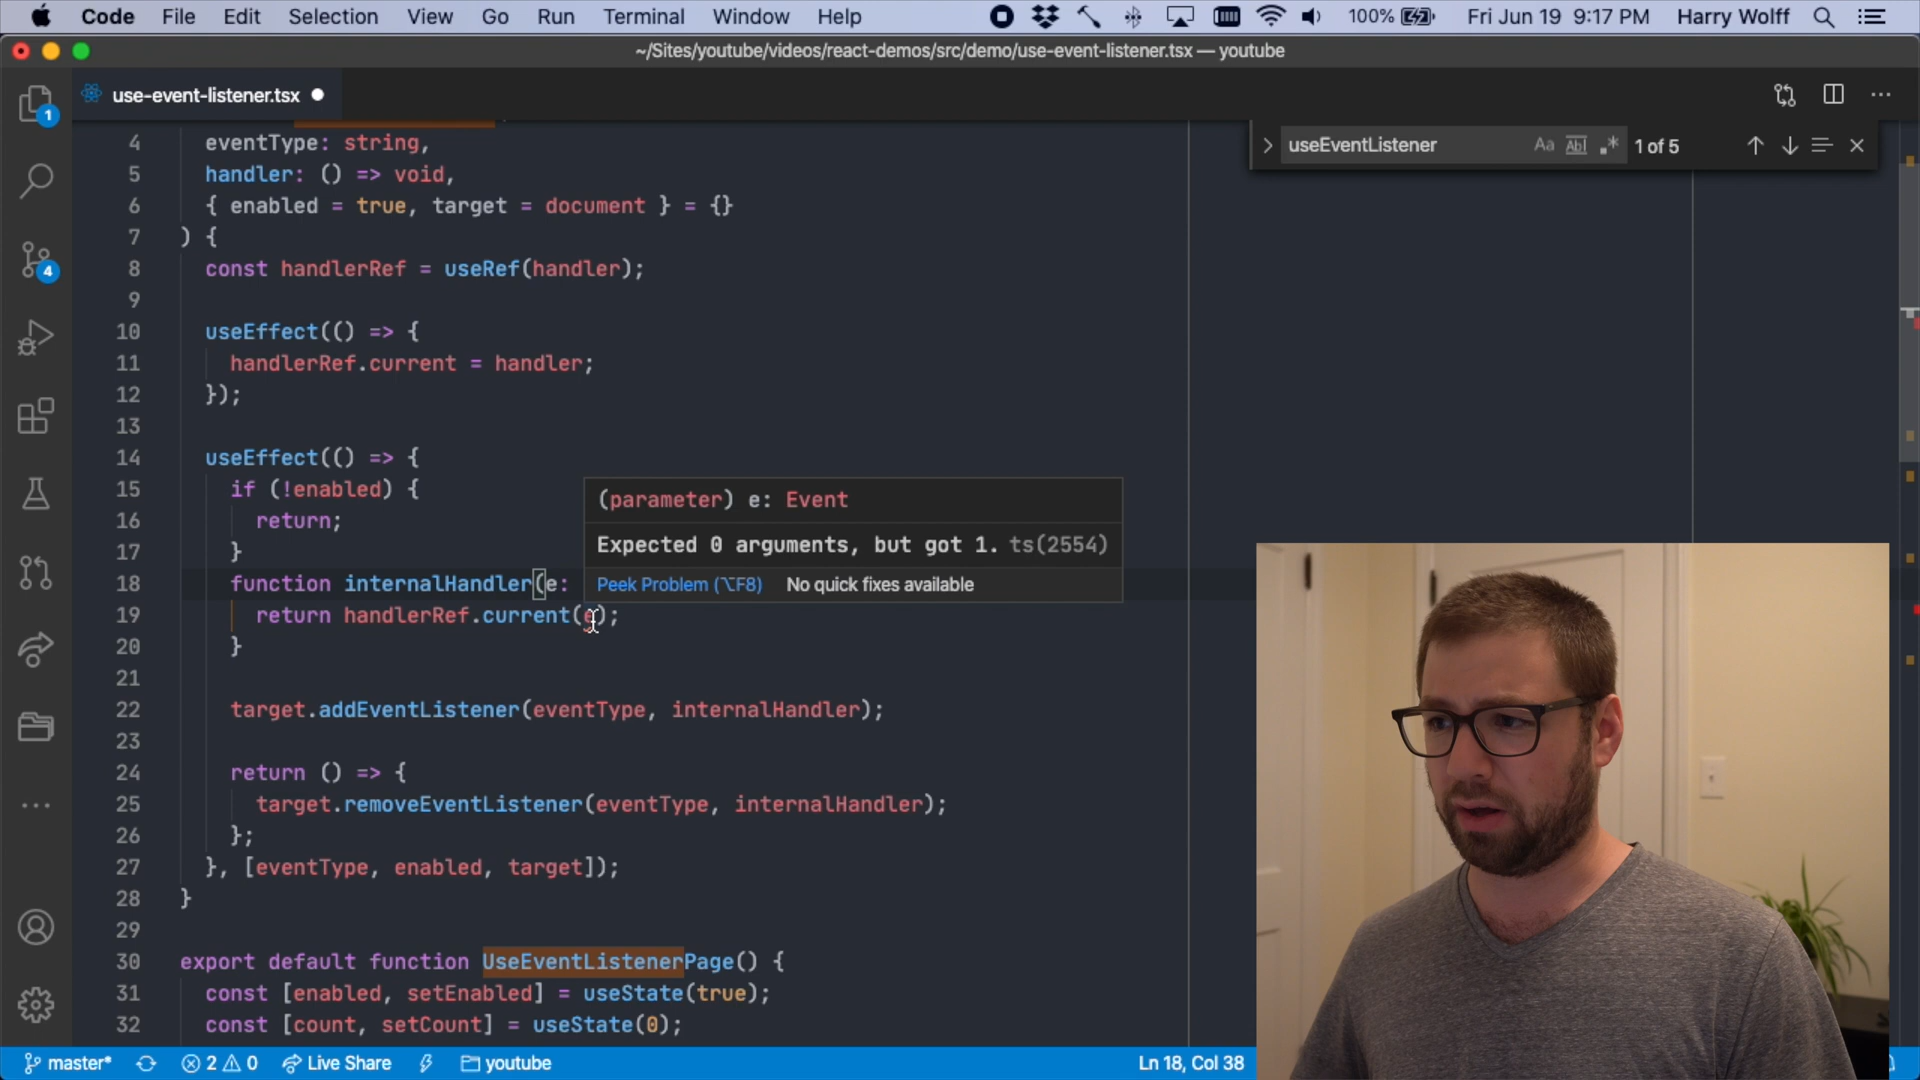 Code File Edit Selection View Go Run Terminal Window Help 100% Fri Jun 19 9:17 PM Harry Wolff
~/Sites/youtube/videos/react-demos/src/demo/use-event-listener.tsx — youtube
use-event-listener.tsx
useEventListener Aa Abl .* 1 of 5
1
4
4 eventType: string,
5 handler: () => void,
6 { enabled = true, target = document } = {}
7 ) {
8 const handlerRef = useRef(handler);
9
10 useEffect(() => {
11 handlerRef.current = handler;
12 });
13
14 useEffect(() => {
15 if (!enabled) {
16 return;
17 }
(parameter) e: Event
Expected 0 arguments, but got 1. ts(2554)
Peek Problem (⌥F8) No quick fixes available
18 function internalHandler(e:
19 return handlerRef.current(e);
20 }
21
22 target.addEventListener(eventType, internalHandler);
23
24 return () => {
25 target.removeEventListener(eventType, internalHandler);
26 };
27 }, [eventType, enabled, target]);
28 }
29
30 export default function UseEventListenerPage() {
31 const [enabled, setEnabled] = useState(true);
32 const [count, setCount] = useState(0);
master* 2 0 Live Share youtube Ln 18, Col 38